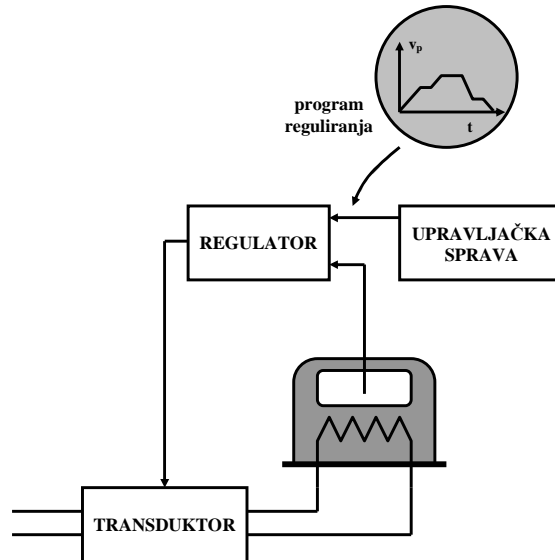 v_p
program
reguliranja
t
REGULATOR
UPRAVLJAČKA
SPRAVA
TRANSDUKTOR